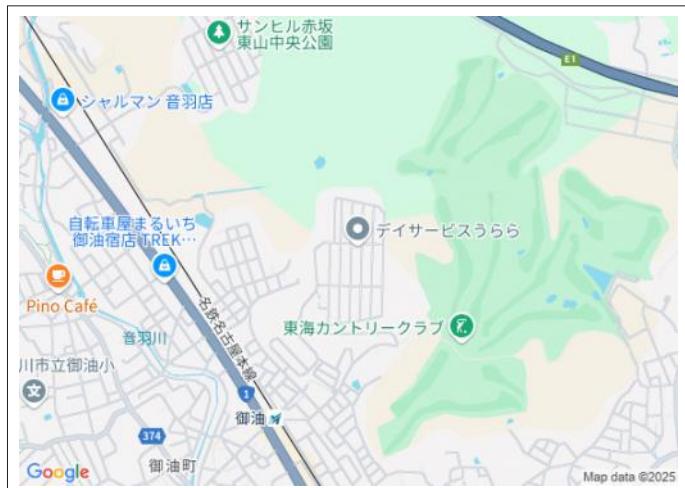 サンヒル赤坂
東山中央公園
E1
シャルマン 音羽店
自転車屋まるいち
御油宿店 TREK…
デイサービスうらら
Pino Café
名鉄名古屋本線
東海カントリークラブ
音羽川
川市立御油小
1
御油
374
御油町
Google
Map data ©2025